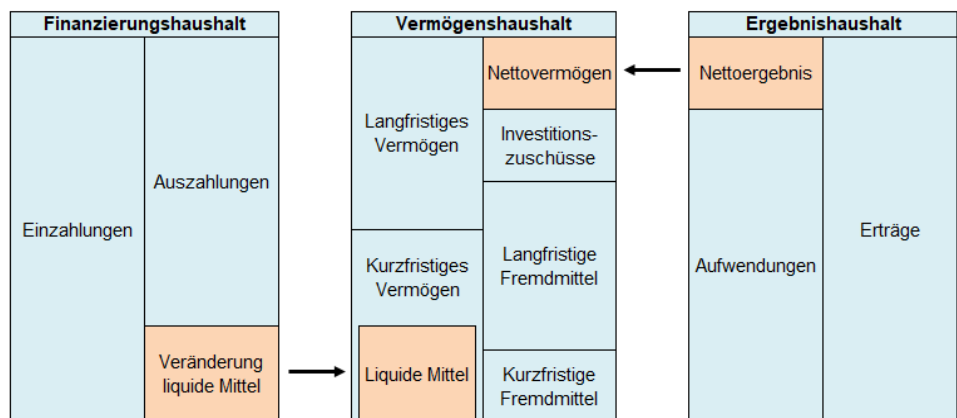 Finanzierungshaushalt
Einzahlungen
Auszahlungen
Veränderung
liquide Mittel
Vermögenshaushalt
Langfristiges
Vermögen
Kurzfristiges
Vermögen
Liquide Mittel
Nettovermögen
Investitions-
zuschüsse
Langfristige
Fremdmittel
Kurzfristige
Fremdmittel
Ergebnishaushalt
Nettoergebnis
Aufwendungen
Erträge